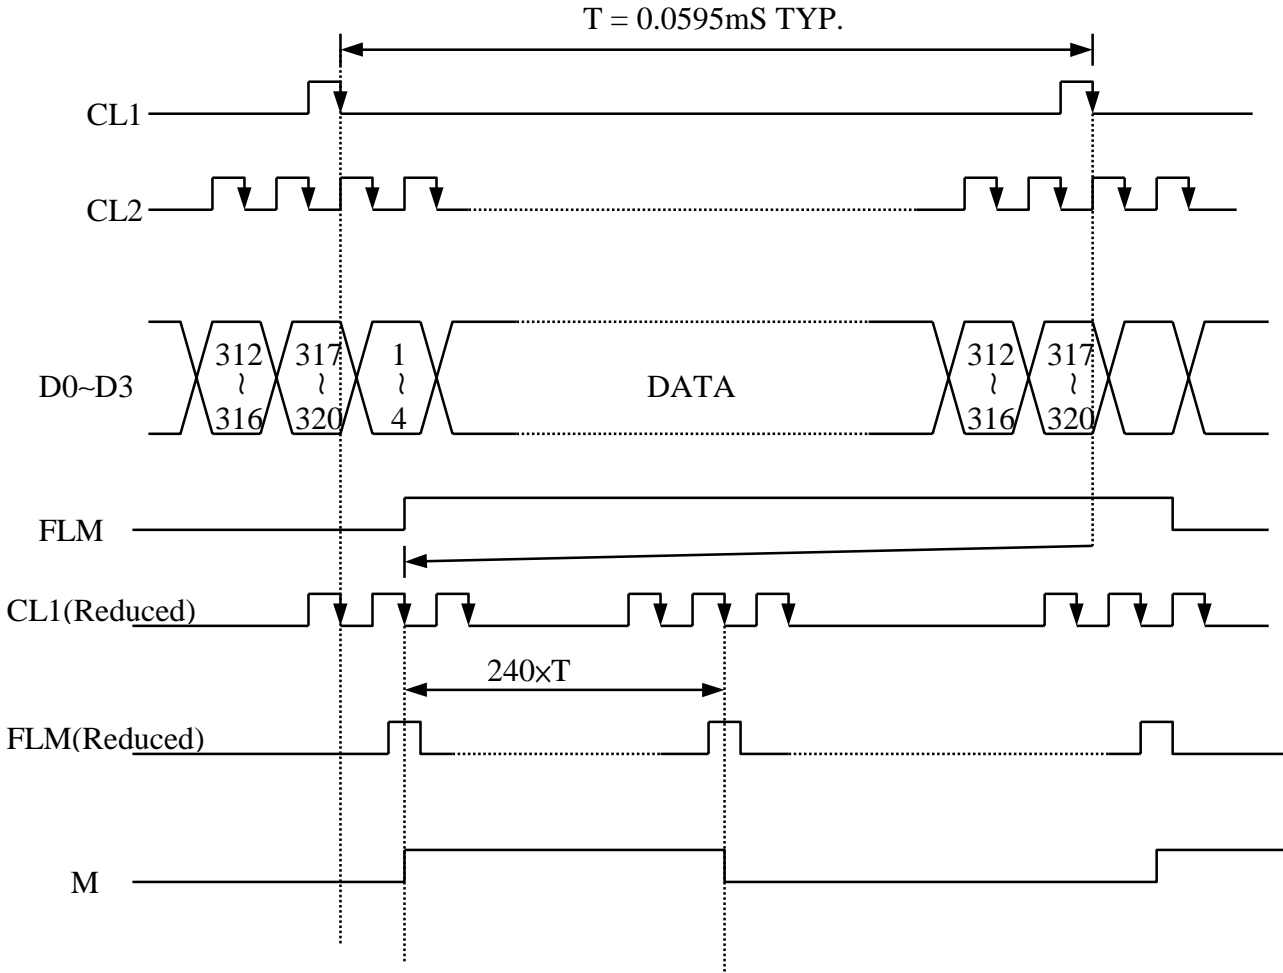 T = 0.0595mS TYP.
CL1
CL2
312 ~ 316
317 ~ 320
1 ~ 4
DATA
312 ~ 316
317 ~ 320
D0~D3
FLM
CL1(Reduced)
240×T
FLM(Reduced)
M